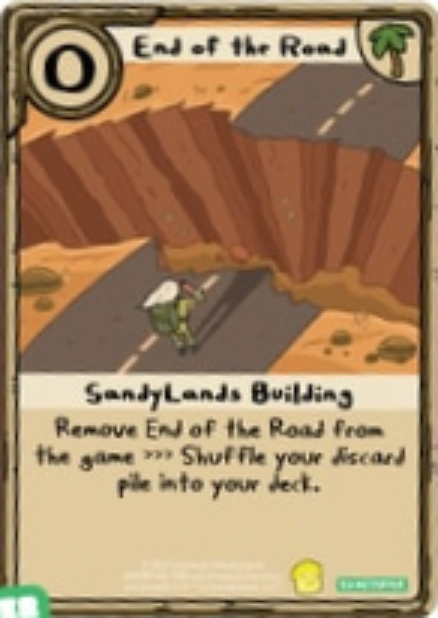 0
End of the Road
SandyLands Building
Remove End of the Road from
the game >>> Shuffle your discard
pile into your deck.